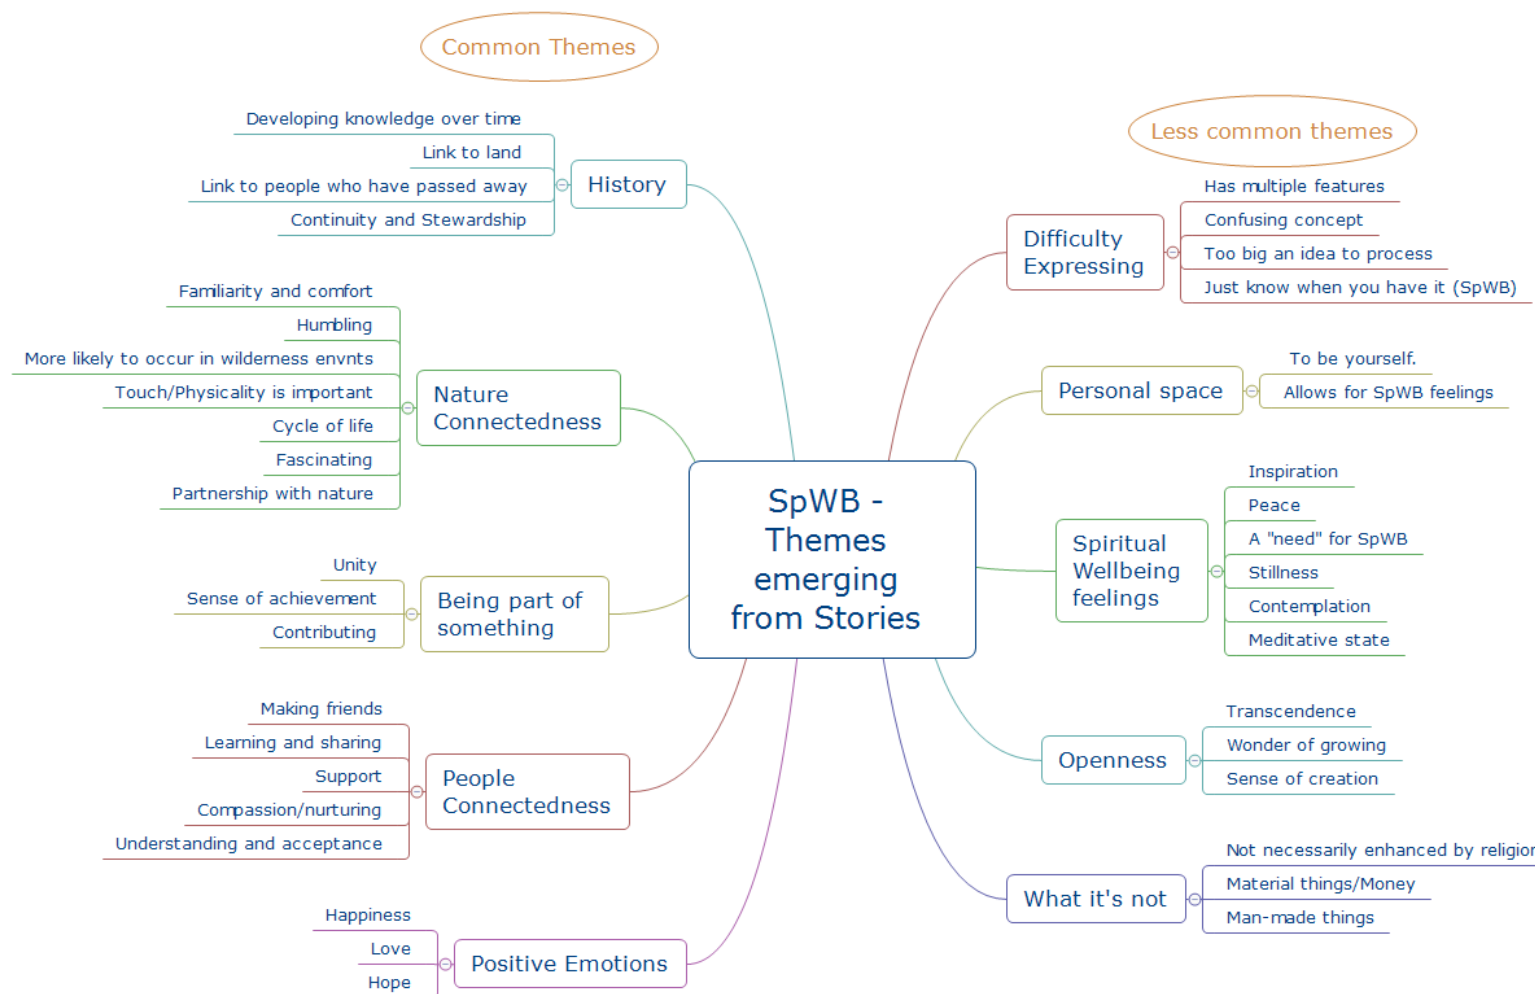 Common Themes
Developing knowledge over time
Link to land
Link to people who have passed away
Continuity and Stewardship
History
Familiarity and comfort
Humbling
More likely to occur in wilderness envnts
Touch/Physicality is important
Cycle of life
Fascinating
Partnership with nature
Nature
Connectedness
Unity
Sense of achievement
Contributing
Being part of
something
Making friends
Learning and sharing
Support
Compassion/nurturing
Understanding and acceptance
People
Connectedness
Happiness
Love
Hope
Positive Emotions
SpWB -
Themes
emerging
from Stories
Less common themes
Difficulty
Expressing
Has multiple features
Confusing concept
Too big an idea to process
Just know when you have it (SpWB)
Personal space
To be yourself.
Allows for SpWB feelings
Spiritual
Wellbeing
feelings
Inspiration
Peace
A "need" for SpWB
Stillness
Contemplation
Meditative state
Openness
Transcendence
Wonder of growing
Sense of creation
What it's not
Not necessarily enhanced by religion
Material things/Money
Man-made things